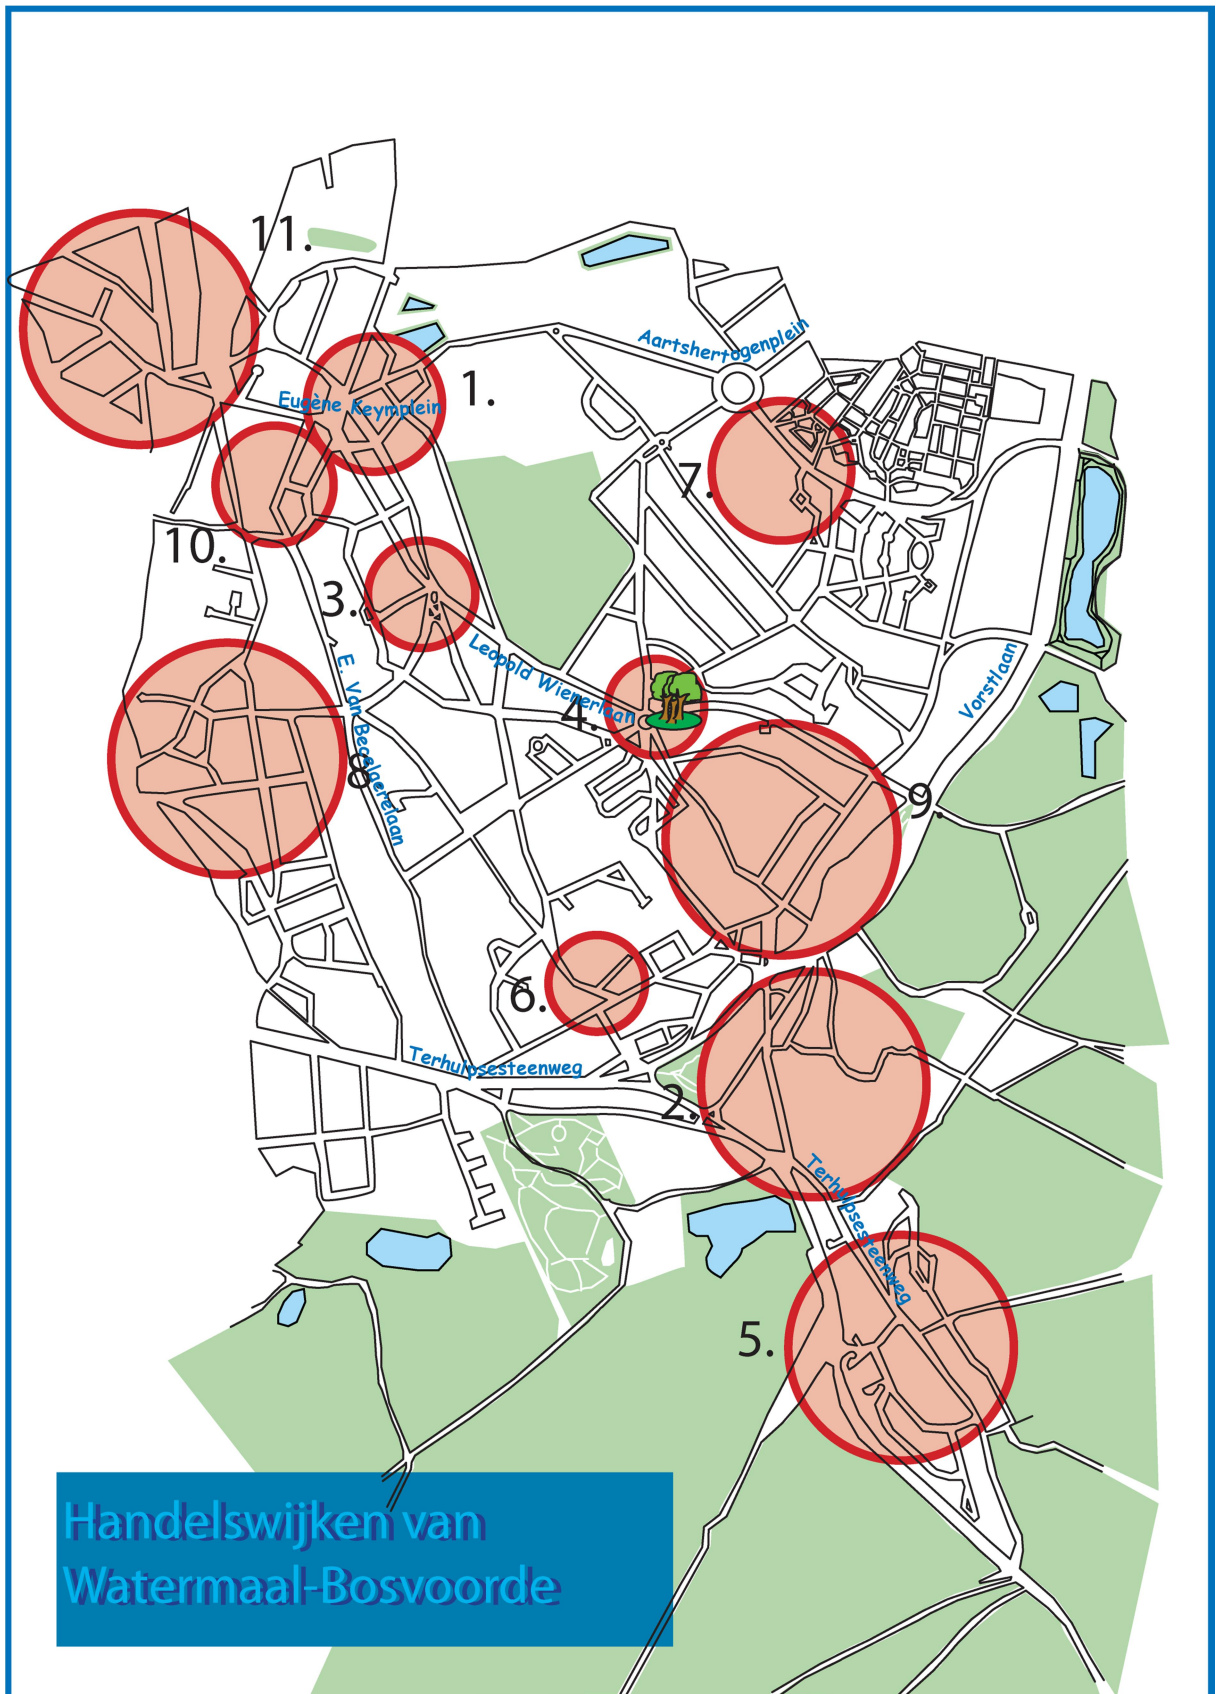 11.
Aartshertogenplein
1.
Eugène Keymplein
7.
10.
3.
Leopold Wienerlaan
Vorstlaan
4.
E. Van Becelaerelaan
8
9.
6.
Terhulpsesteenweg
2.
Terhulpsesteenweg
5.
Handelswijken van
Watermaal-Bosvoorde